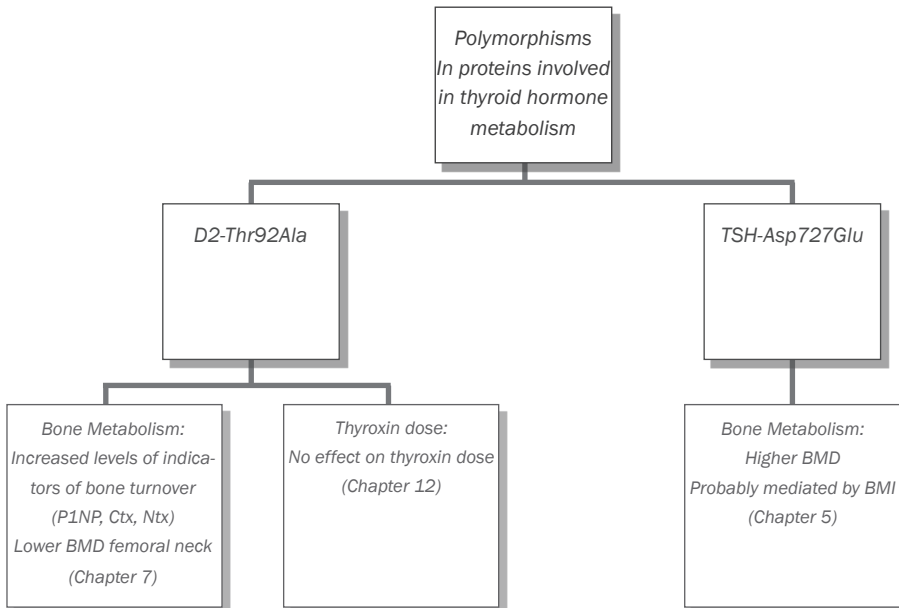 Polymorphisms
In proteins involved
in thyroid hormone
metabolism
D2-Thr92Ala
TSH-Asp727Glu
Bone Metabolism:
Increased levels of indica-
tors of bone turnover
(P1NP, Ctx, Ntx)
Lower BMD femoral neck
(Chapter 7)
Thyroxin dose:
No effect on thyroxin dose
(Chapter 12)
Bone Metabolism:
Higher BMD
Probably mediated by BMI
(Chapter 5)